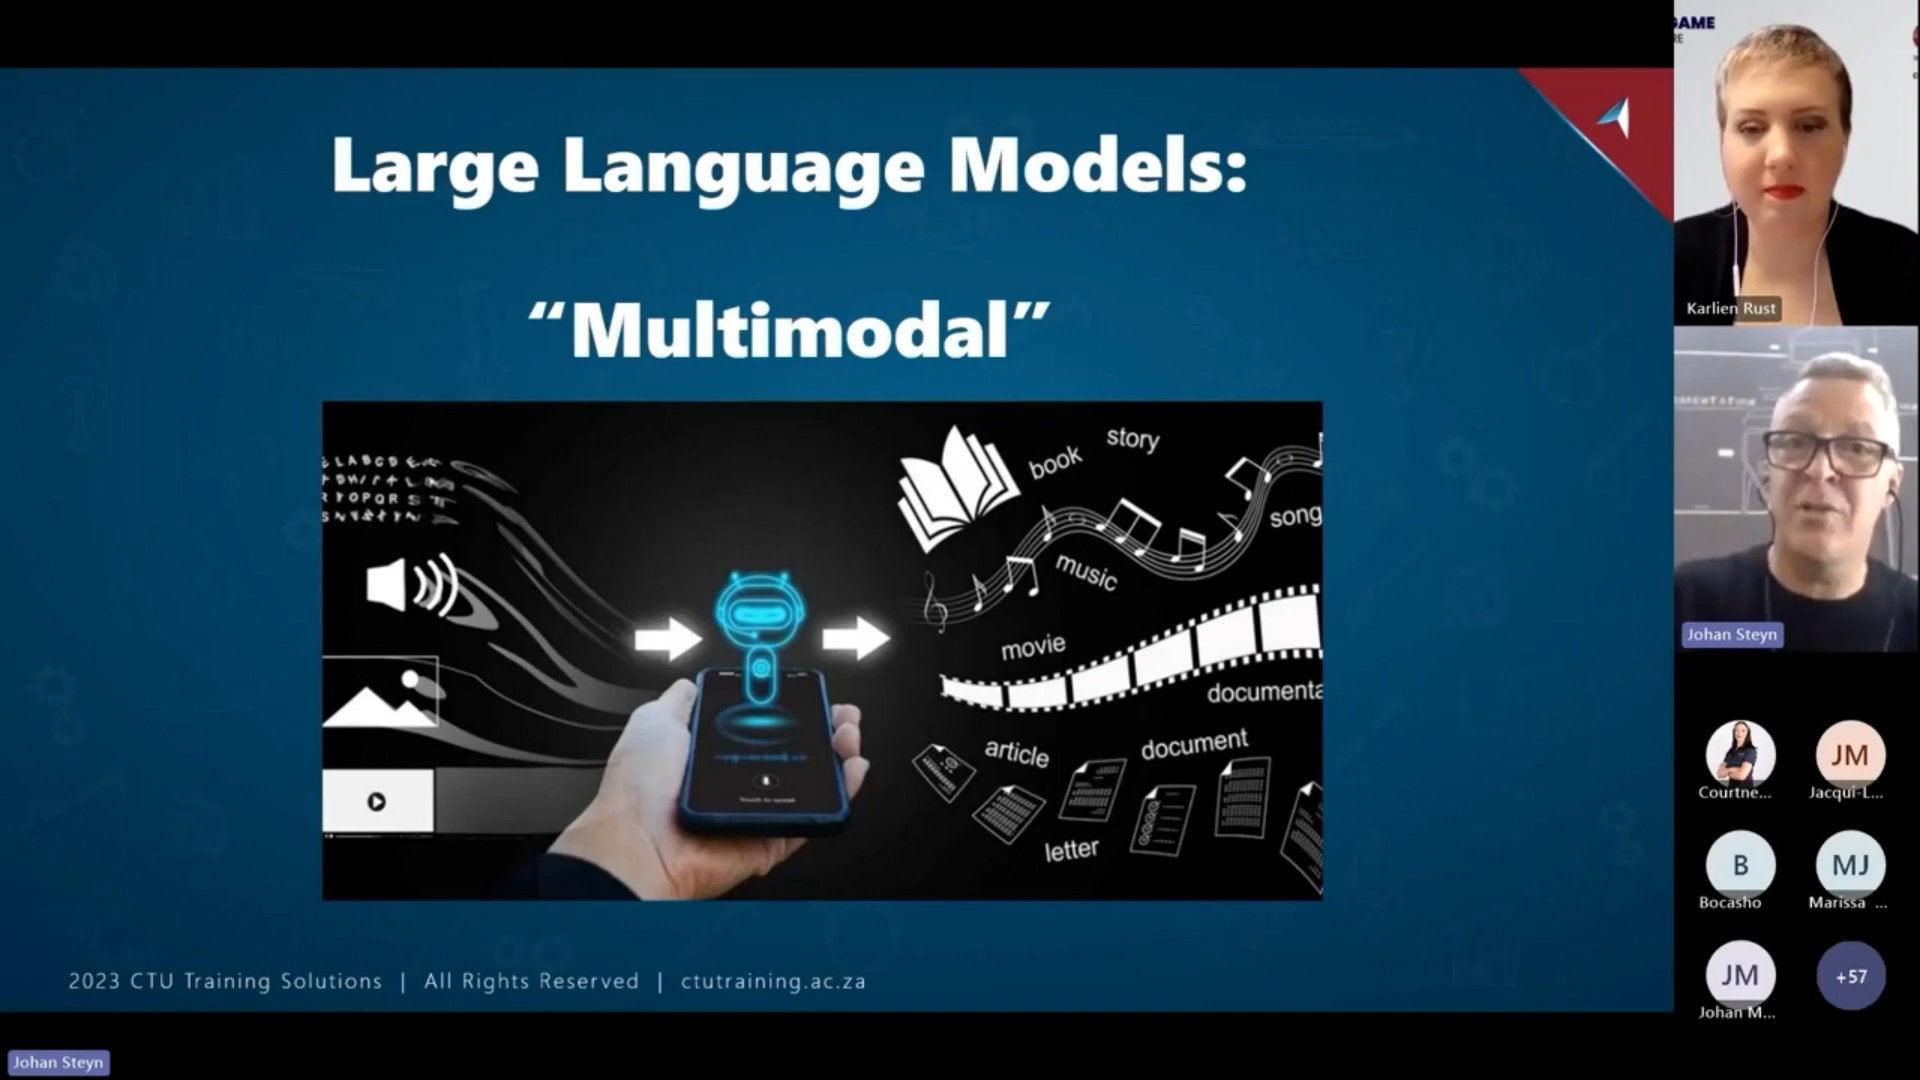 Large Language Models:
“Multimodal”
book
story
song
music
movie
documenta
article
document
letter
2023 CTU Training Solutions | All Rights Reserved | ctutraining.ac.za
Johan Steyn
GAME
RE
Karlien Rust
Johan Steyn
Courtne...
JM
Jacqui-L...
B
Bocasho
MJ
Marissa ...
JM
Johan M...
+57